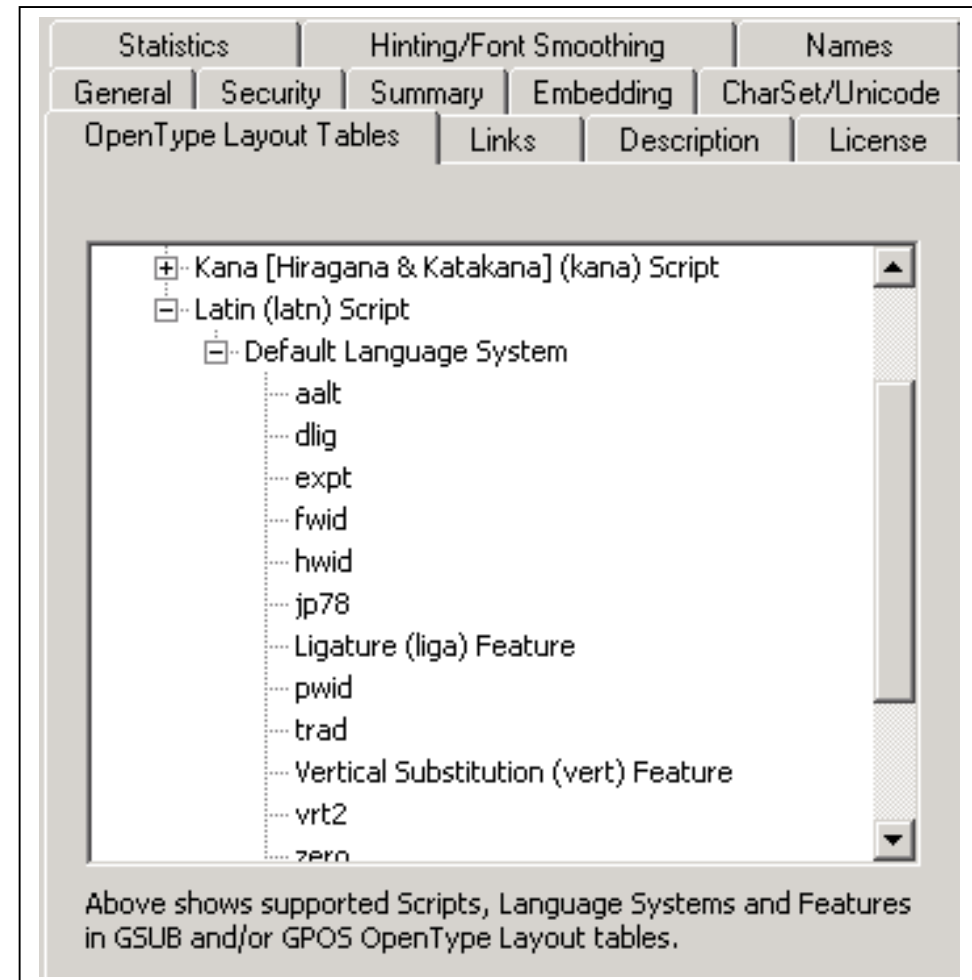 Statistics Hinting/Font Smoothing Names
General Security Summary Embedding CharSet/Unicode
OpenType Layout Tables Links Description License
Kana [Hiragana & Katakana] (kana) Script
Latin (latn) Script
Default Language System
aalt
dlig
expt
fwid
hwid
jp78
Ligature (liga) Feature
pwid
trad
Vertical Substitution (vert) Feature
vrt2
zero
Above shows supported Scripts, Language Systems and Features
in GSUB and/or GPOS OpenType Layout tables.